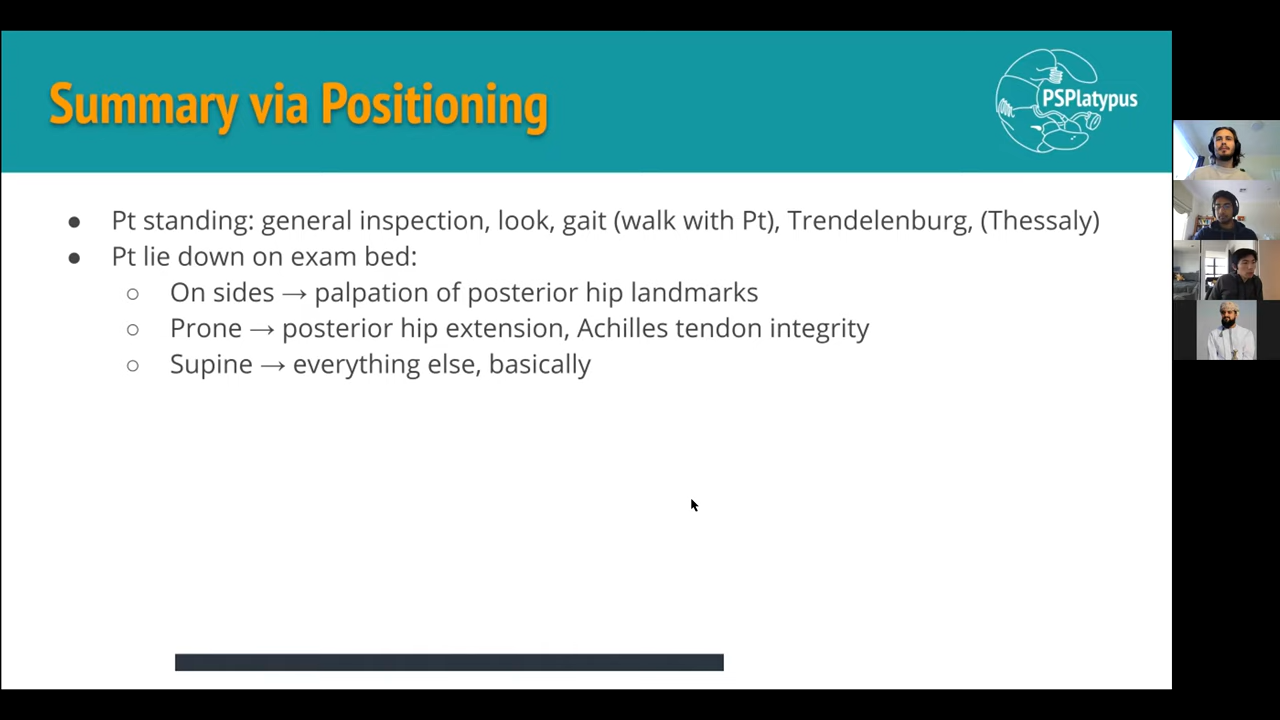 Summary via Positioning
PSPlatypus
● Pt standing: general inspection, look, gait (walk with Pt), Trendelenburg, (Thessaly)
● Pt lie down on exam bed:
○ On sides → palpation of posterior hip landmarks
○ Prone → posterior hip extension, Achilles tendon integrity
○ Supine → everything else, basically